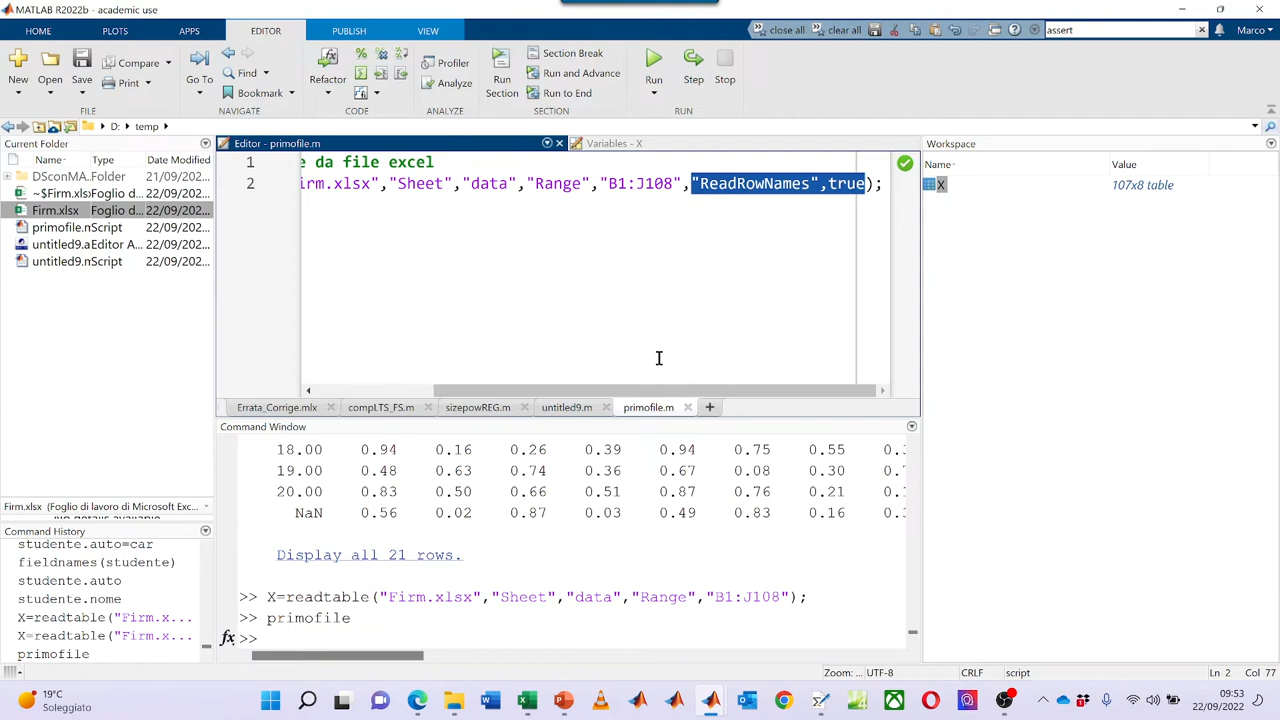 MATLAB R2022b - academic use
HOME PLOTS APPS EDITOR PUBLISH VIEW close all clear all assert Marco
New Open Save Compare Print Go To Find Bookmark Refactor Profiler Analyze Run Section Section Break Run and Advance Run to End Run Step Stop
FILE NAVIGATE CODE ANALYZE SECTION RUN
D: temp
Current Folder
Name Type Date Modified
DSconMA... Folder 21/09/202...
~$Firm.xlsx Foglio d... 22/09/202...
Firm.xlsx Foglio d... 22/09/202...
primofile.m Script 22/09/202...
untitled9.a Editor A... 22/09/202...
untitled9.m Script 22/09/202...
Firm.xlsx (Foglio di lavoro di Microsoft Exc...
Command History
studente.auto=car
fieldnames(studente)
studente.auto
studente.nome
X=readtable("Firm.x...
X=readtable("Firm.x...
primofile
Editor - primofile.m Variables - X
1 e da file excel
2 irm.xlsx","Sheet","data","Range","B1:J108","ReadRowNames",true);
Errata_Corrige.mlx compLTS_FS.m sizepowREG.m untitled9.m primofile.m +
Command Window
18.00 0.94 0.16 0.26 0.39 0.94 0.75 0.55
19.00 0.48 0.63 0.74 0.36 0.67 0.08 0.30
20.00 0.83 0.50 0.66 0.51 0.87 0.76 0.21
NaN 0.56 0.02 0.87 0.03 0.49 0.83 0.16
Display all 21 rows.
>> X=readtable("Firm.xlsx","Sheet","data","Range","B1:J108");
>> primofile
fx >>
Workspace
Name Value
X 107x8 table
Zoom: ... UTF-8 CRLF script Ln 2 Col 77
19°C
Soleggiato
09:53
22/09/2022